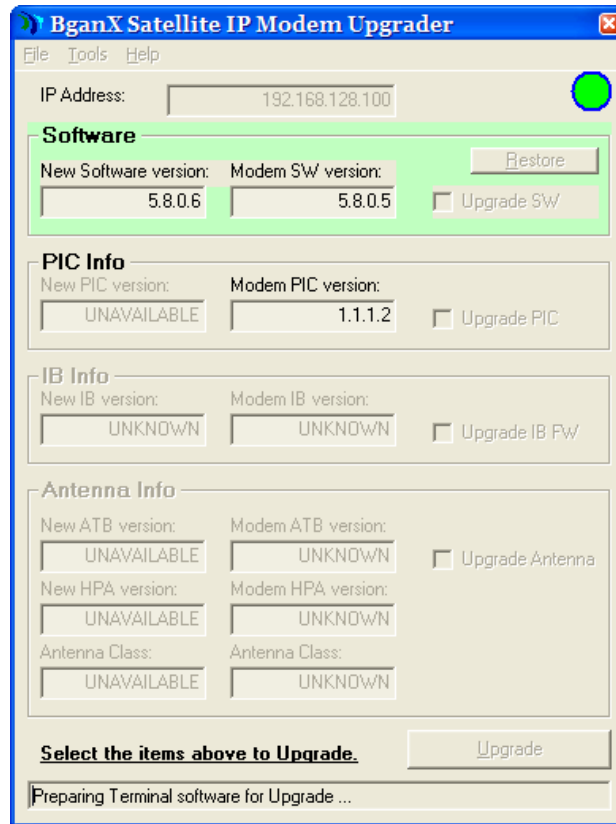 BganX Satellite IP Modem Upgrader
File Tools Help
IP Address: 192.168.128.100
Software
Restore
New Software version: Modem SW version:
5.8.0.6 5.8.0.5 Upgrade SW
PIC Info
New PIC version: Modem PIC version:
UNAVAILABLE 1.1.1.2 Upgrade PIC
IB Info
New IB version: Modem IB version:
UNKNOWN UNKNOWN Upgrade IB FW
Antenna Info
New ATB version: Modem ATB version:
UNAVAILABLE UNKNOWN Upgrade Antenna
New HPA version: Modem HPA version:
UNAVAILABLE UNKNOWN
Antenna Class: Antenna Class:
UNAVAILABLE UNKNOWN
Select the items above to Upgrade. Upgrade
Preparing Terminal software for Upgrade ...